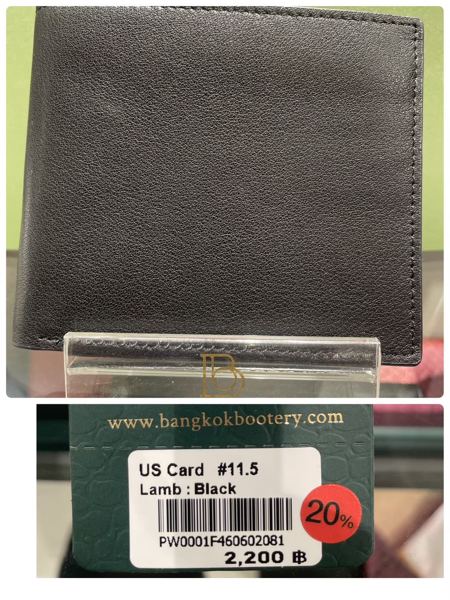 B
www.bangkokbootery.com
US Card #11.5
Lamb : Black
20%
PW0001F460602081
2,200 ฿